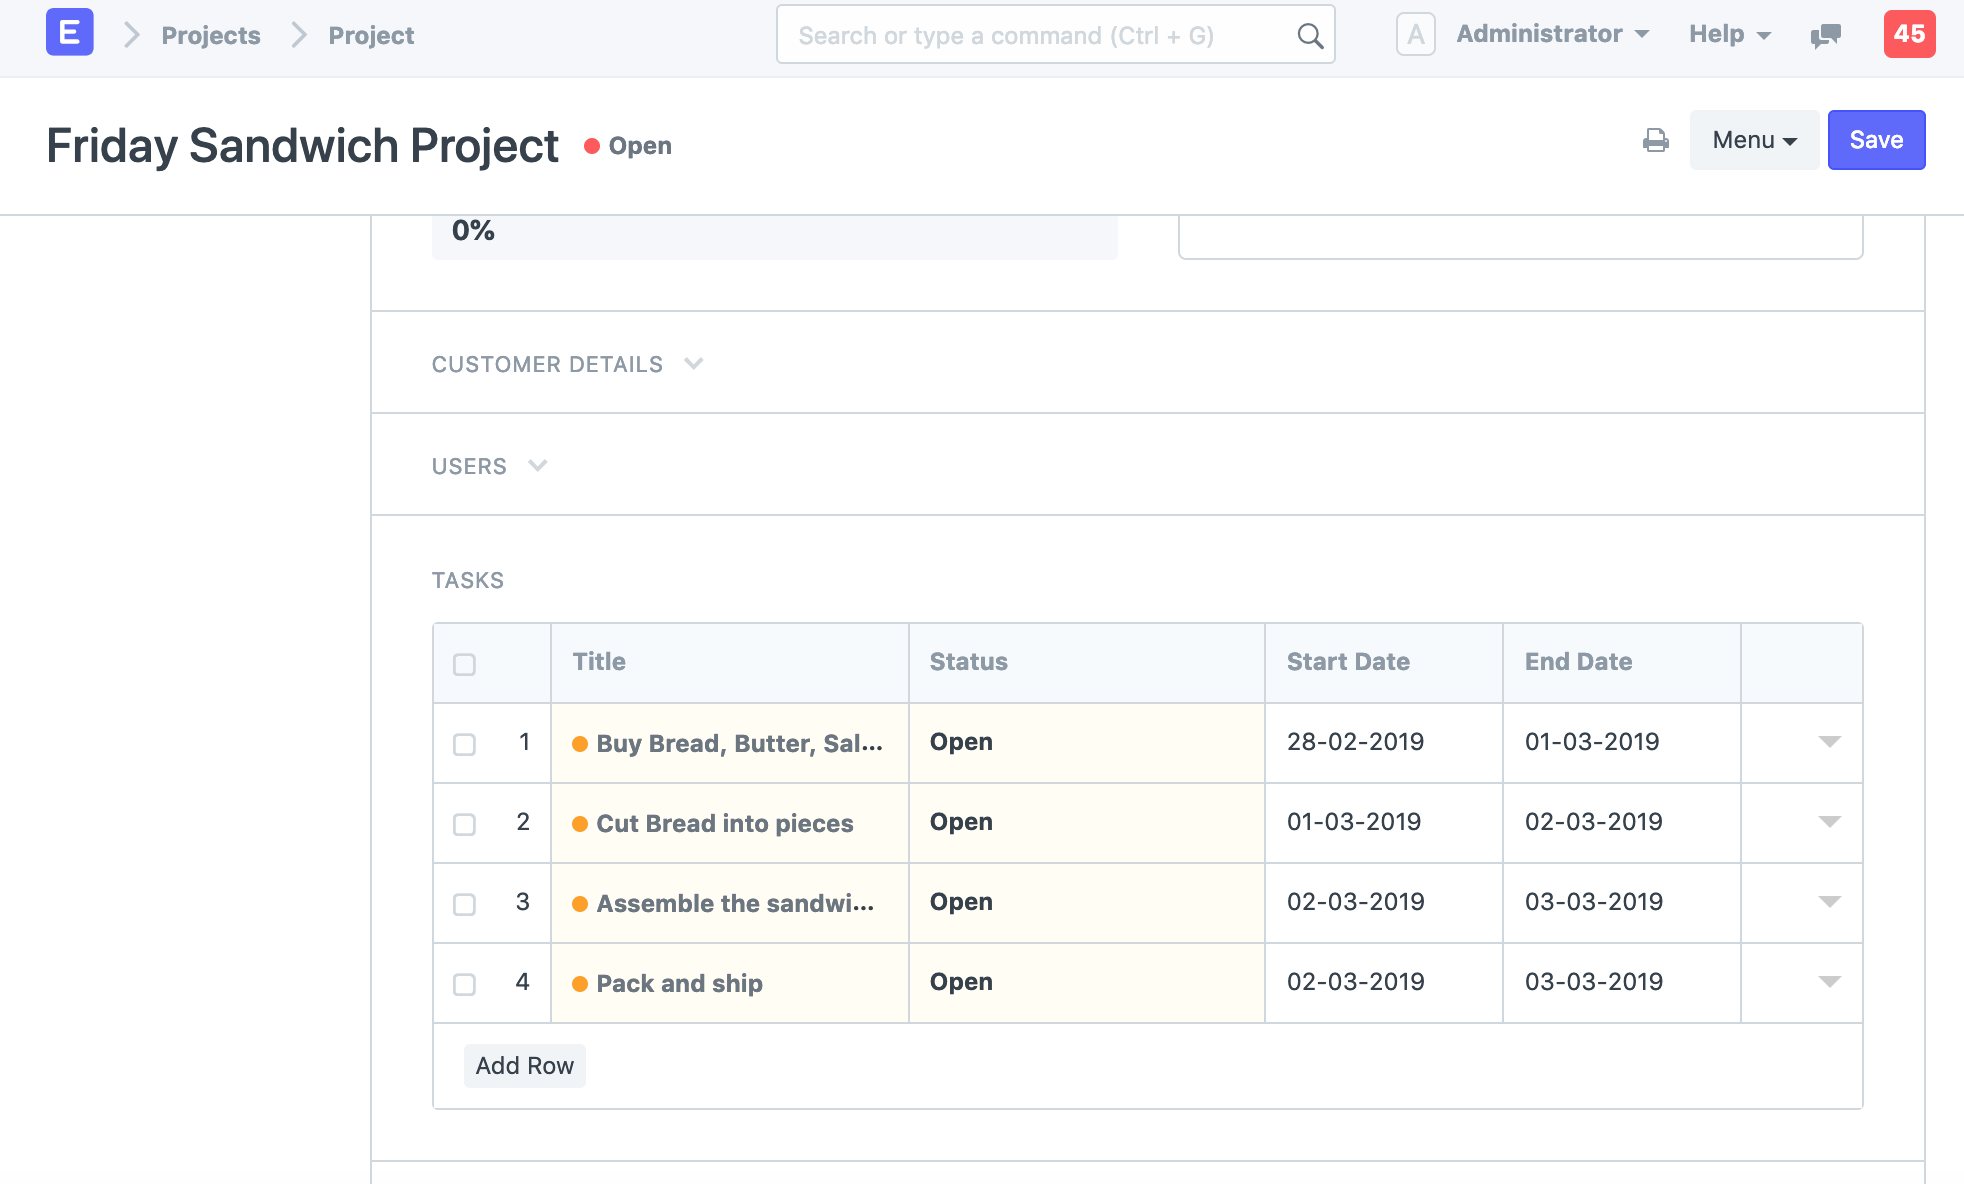 E Projects Project Search or type a command (Ctrl + G) A Administrator Help 45
Friday Sandwich Project Open Menu Save
0%
CUSTOMER DETAILS
USERS
TASKS
Title Status Start Date End Date
1 Buy Bread, Butter, Sal... Open 28-02-2019 01-03-2019
2 Cut Bread into pieces Open 01-03-2019 02-03-2019
3 Assemble the sandwi... Open 02-03-2019 03-03-2019
4 Pack and ship Open 02-03-2019 03-03-2019
Add Row